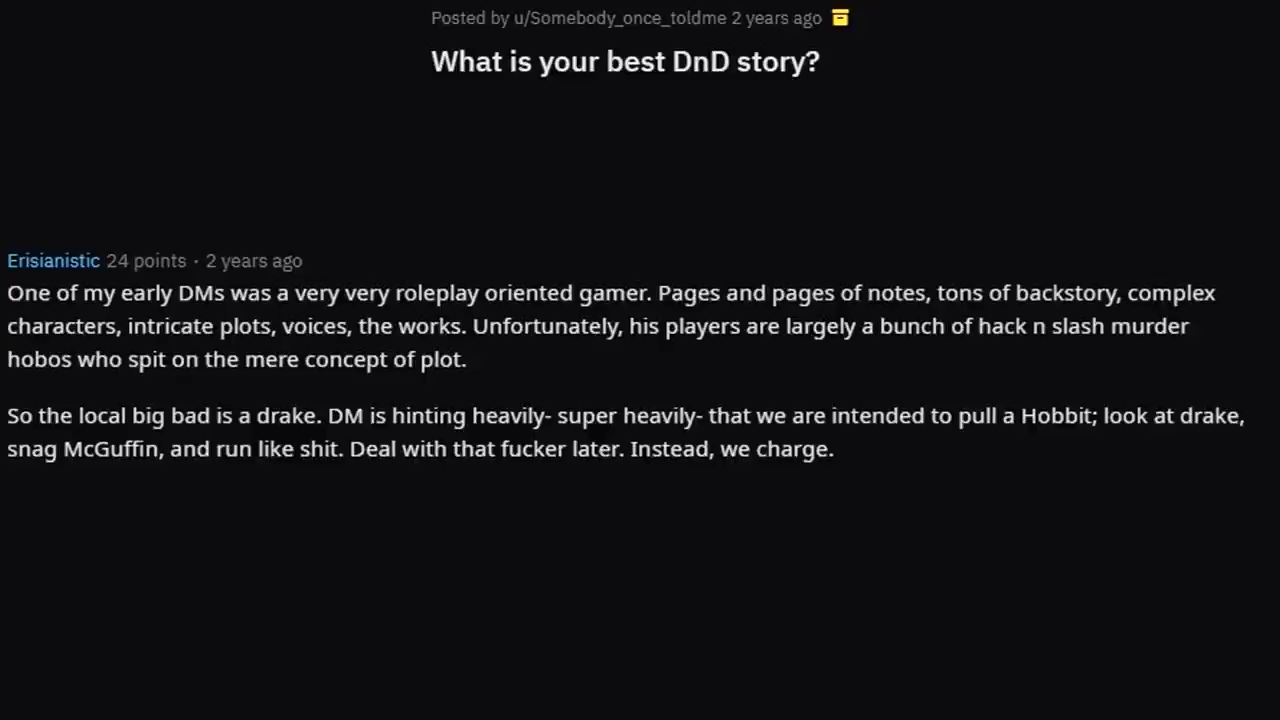 Posted by u/Somebody_once_toldme 2 years ago
What is your best DnD story?
Erisianistic 24 points · 2 years ago
One of my early DMs was a very very roleplay oriented gamer. Pages and pages of notes, tons of backstory, complex
characters, intricate plots, voices, the works. Unfortunately, his players are largely a bunch of hack n slash murder
hobos who spit on the mere concept of plot.
So the local big bad is a drake. DM is hinting heavily- super heavily- that we are intended to pull a Hobbit; look at drake,
snag McGuffin, and run like shit. Deal with that fucker later. Instead, we charge.